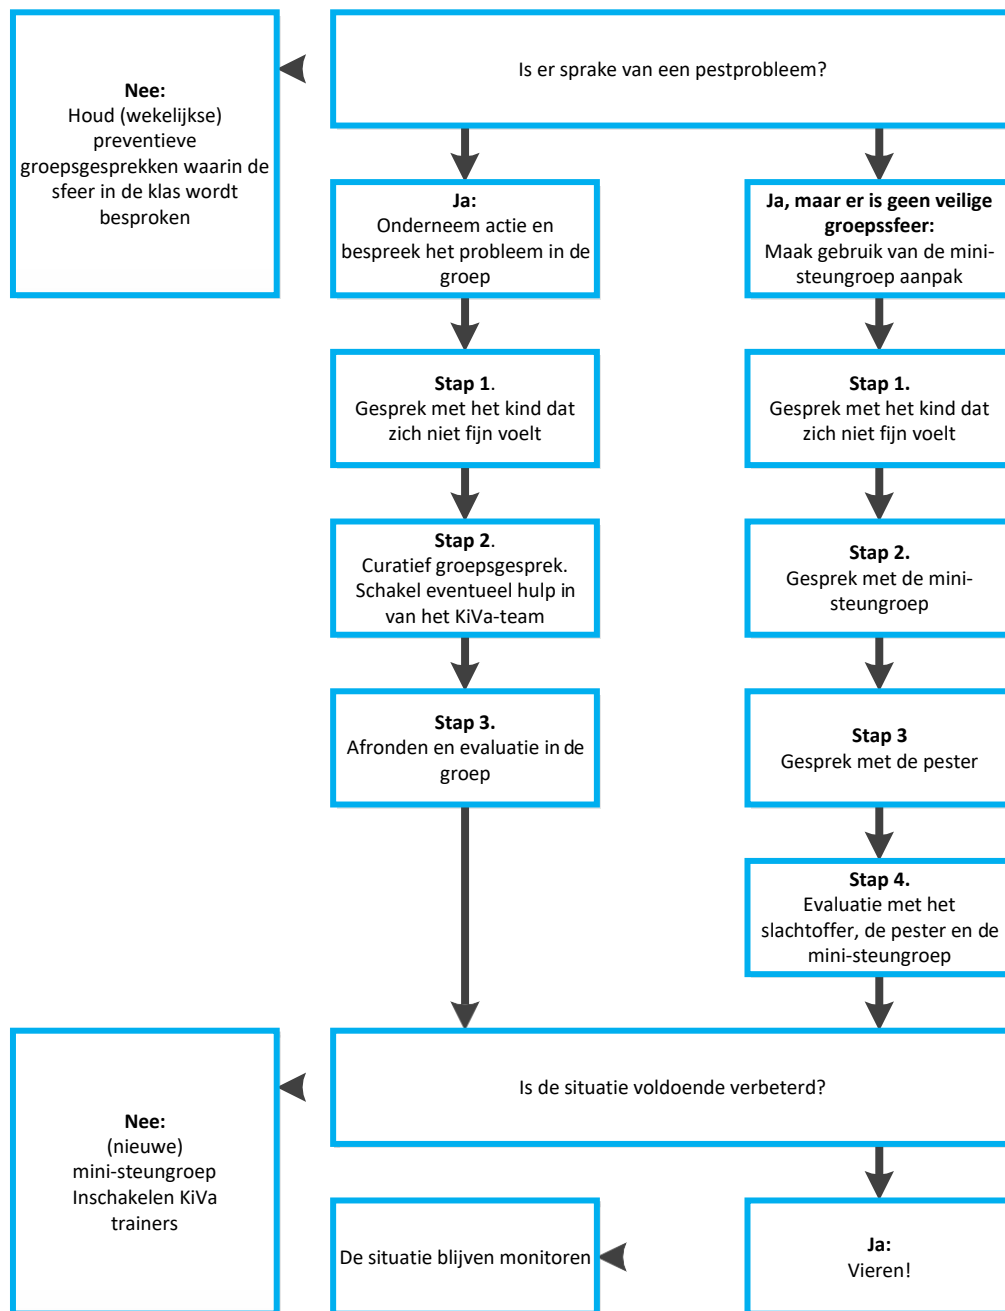 Is er sprake van een pestprobleem?
Nee:
Houd (wekelijkse)
preventieve
groepsgesprekken waarin de
sfeer in de klas wordt
besproken
Ja:
Onderneem actie en
bespreek het probleem in de
groep
Ja, maar er is geen veilige
groepssfeer:
Maak gebruik van de mini-
steungroep aanpak
Stap 1.
Gesprek met het kind dat
zich niet fijn voelt
Stap 1.
Gesprek met het kind dat
zich niet fijn voelt
Stap 2.
Curatief groepsgesprek.
Schakel eventueel hulp in
van het KiVa-team
Stap 2.
Gesprek met de mini-
steungroep
Stap 3.
Afronden en evaluatie in de
groep
Stap 3
Gesprek met de pester
Stap 4.
Evaluatie met het
slachtoffer, de pester en de
mini-steungroep
Is de situatie voldoende verbeterd?
Nee:
(nieuwe)
mini-steungroep
Inschakelen KiVa
trainers
De situatie blijven monitoren
Ja:
Vieren!